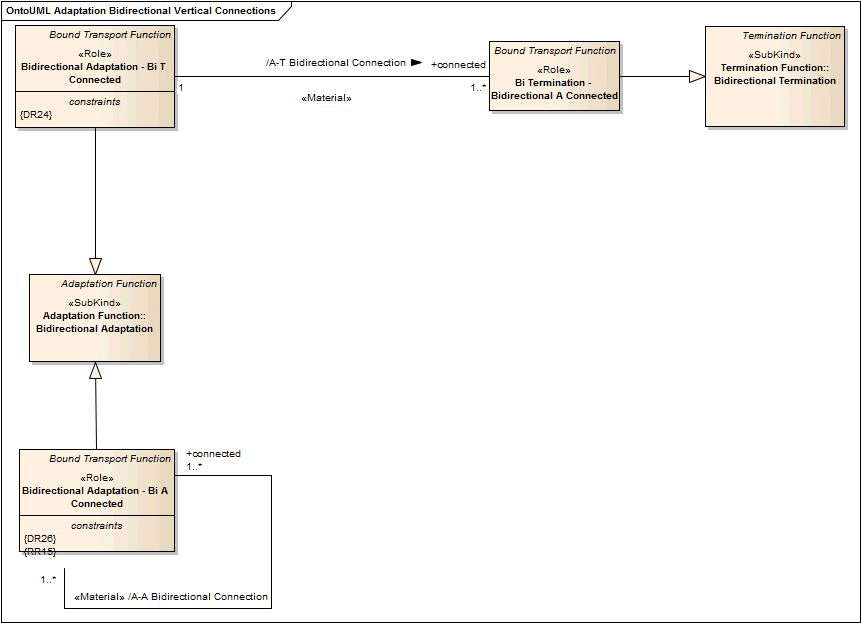 OntoUML Adaptation Bidirectional Vertical Connections
Bound Transport Function
«Role»
Bidirectional Adaptation - Bi T
Connected
constraints
{DR24}
/A-T Bidirectional Connection
+connected
1
1..*
«Material»
Bound Transport Function
«Role»
Bi Termination -
Bidirectional A Connected
Termination Function
«SubKind»
Termination Function::
Bidirectional Termination
Adaptation Function
«SubKind»
Adaptation Function::
Bidirectional Adaptation
Bound Transport Function
«Role»
Bidirectional Adaptation - Bi A
Connected
constraints
{DR26}
{RR15}
+connected
1..*
1..*
«Material» /A-A Bidirectional Connection